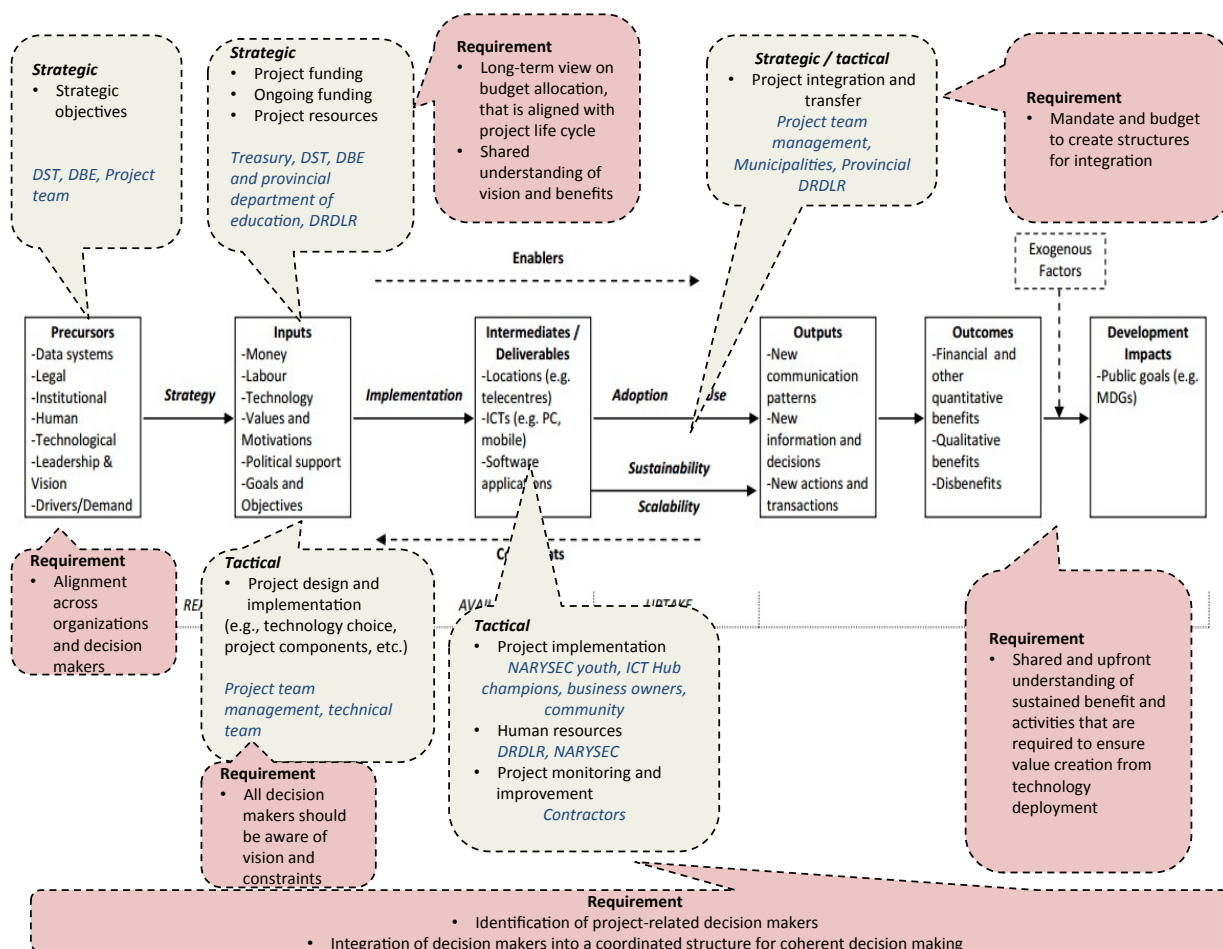 Strategic
• Strategic
objectives
DST, DBE, Project
team
Strategic
• Project funding
• Ongoing funding
• Project resources
Treasury, DST, DBE
and provincial
department of
education, DRDLR
Requirement
• Long-term view on
budget allocation,
that is aligned with
project life cycle
• Shared
understanding of
vision and benefits
Strategic / tactical
• Project integration and
transfer
Project team
management,
Municipalities, Provincial
DRDLR
Requirement
• Mandate and budget
to create structures
for integration
Enablers
Exogenous
Factors
Precursors
-Data systems
-Legal
-Institutional
-Human
-Technological
-Leadership &
Vision
-Drivers/Demand
Strategy
Inputs
-Money
-Labour
-Technology
-Values and
Motivations
-Political support
-Goals and
Objectives
Implementation
Intermediates /
Deliverables
-Locations (e.g.
telecentres)
-ICTs (e.g. PC,
mobile)
-Software
applications
Adoption
Sustainability
Scalability
Outputs
-New
communication
patterns
-New
information and
decisions
-New actions and
transactions
Outcomes
-Financial and
other
quantitative
benefits
-Qualitative
benefits
-Disbenefits
Development
Impacts
-Public goals (e.g.
MDGs)
Requirement
• Alignment
across
organizations
and decision
makers
Tactical
• Project design and
implementation
(e.g., technology choice,
project components, etc.)
Project team
management, technical
team
Requirement
• All decision
makers should
be aware of
vision and
constraints
UPTAKE
Tactical
• Project implementation
NARYSEC youth, ICT Hub
champions, business owners,
community
• Human resources
DRDLR, NARYSEC
• Project monitoring and
improvement
Contractors
Requirement
• Shared and upfront
understanding of
sustained benefit and
activities that are
required to ensure
value creation from
technology
deployment
Requirement
• Identification of project-related decision makers
• Integration of decision makers into a coordinated structure for coherent decision making